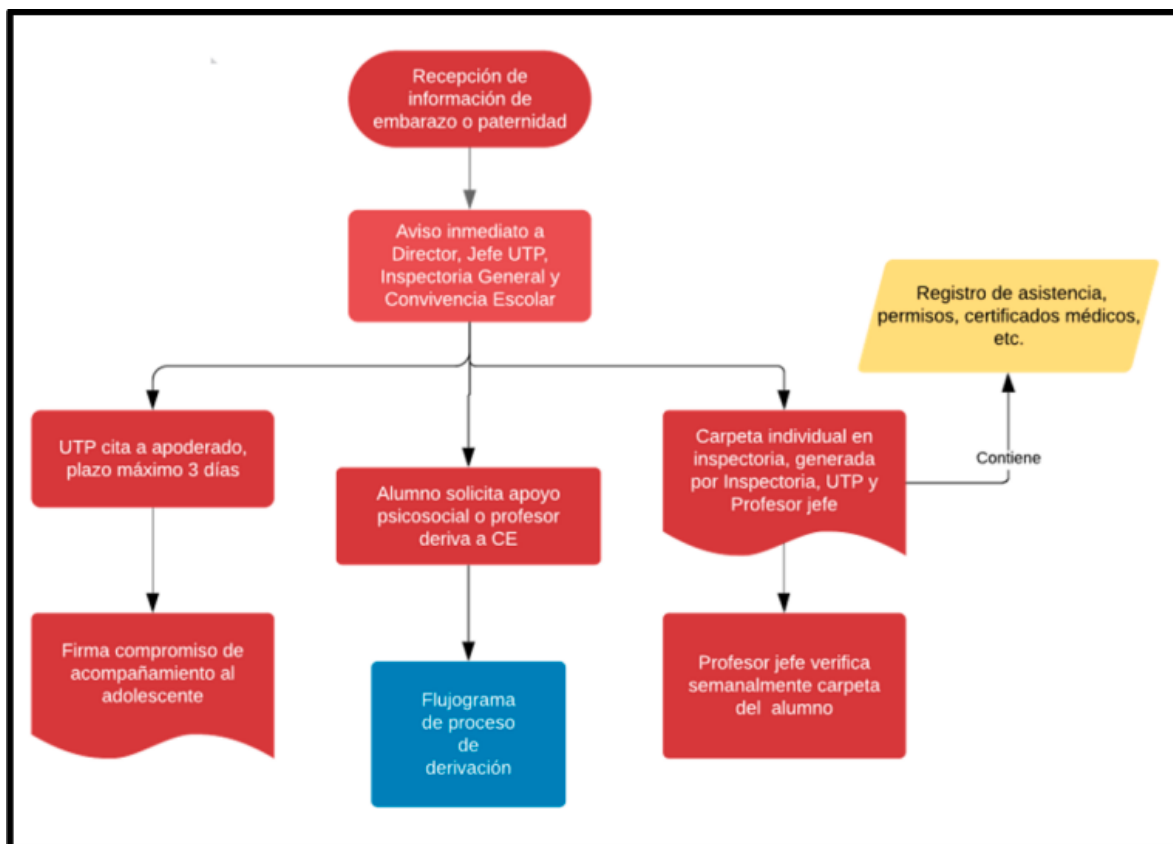 Recepción de
información de
embarazo o paternidad
Aviso inmediato a
Director, Jefe UTP,
Inspectoria General y
Convivencia Escolar
Registro de asistencia,
permisos, certificados médicos,
etc.
UTP cita a apoderado,
plazo máximo 3 días
Alumno solicita apoyo
psicosocial o profesor
deriva a CE
Carpeta individual en
inspectoria, generada
por Inspectoria, UTP y
Profesor jefe
Contiene
Firma compromiso de
acompañamiento al
adolescente
Flujograma
de proceso
de
derivación
Profesor jefe verifica
semanalmente carpeta
del alumno